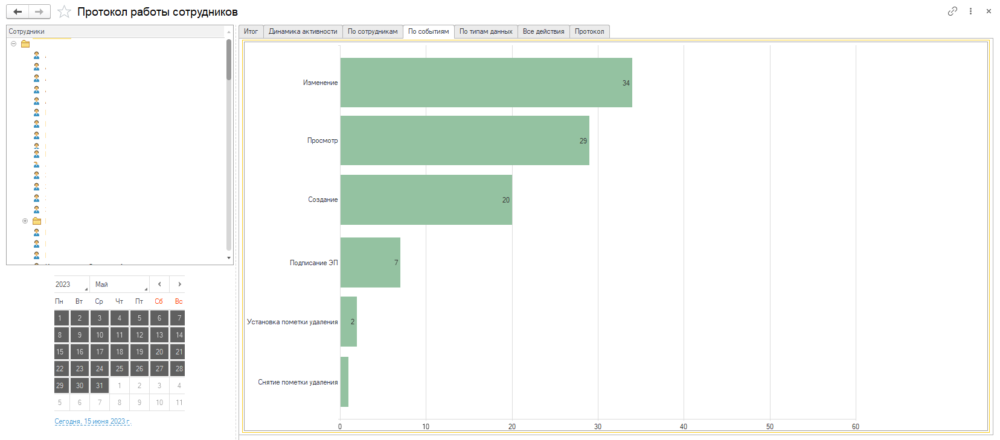 Протокол работы сотрудников
Сотрудники
Итог Динамика активности По сотрудникам По событиям По типам данных Все действия Протокол
Изменение 34
Просмотр 29
Создание 20
Подписание ЭП 7
Установка пометки удаления 2
Снятие пометки удаления
0 10 20 30 40 50 60
2023 Май
Пн Вт Ср Чт Пт Сб Вс
1 2 3 4 5 6 7
8 9 10 11 12 13 14
15 16 17 18 19 20 21
22 23 24 25 26 27 28
29 30 31 1 2 3 4
5 6 7 8 9 10 11
Сегодня, 15 июня 2023 г.